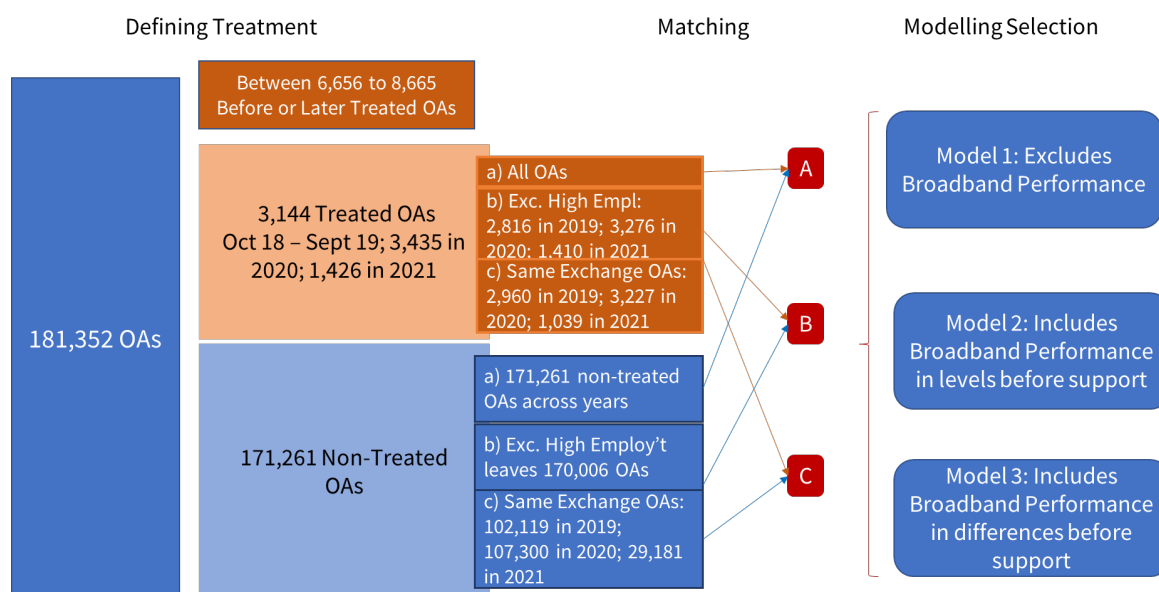 Defining Treatment
Matching
Modelling Selection
181,352 OAs
Between 6,656 to 8,665
Before or Later Treated OAs
3,144 Treated OAs
Oct 18 – Sept 19; 3,435 in
2020; 1,426 in 2021
171,261 Non-Treated
OAs
a) All OAs
b) Exc. High Empl:
2,816 in 2019; 3,276 in
2020; 1,410 in 2021
c) Same Exchange OAs:
2,960 in 2019; 3,227 in
2020; 1,039 in 2021
a) 171,261 non-treated
OAs across years
b) Exc. High Employ’t
leaves 170,006 OAs
c) Same Exchange OAs:
102,119 in 2019;
107,300 in 2020; 29,181
in 2021
A
B
C
Model 1: Excludes
Broadband Performance
Model 2: Includes
Broadband Performance
in levels before support
Model 3: Includes
Broadband Performance
in differences before
support